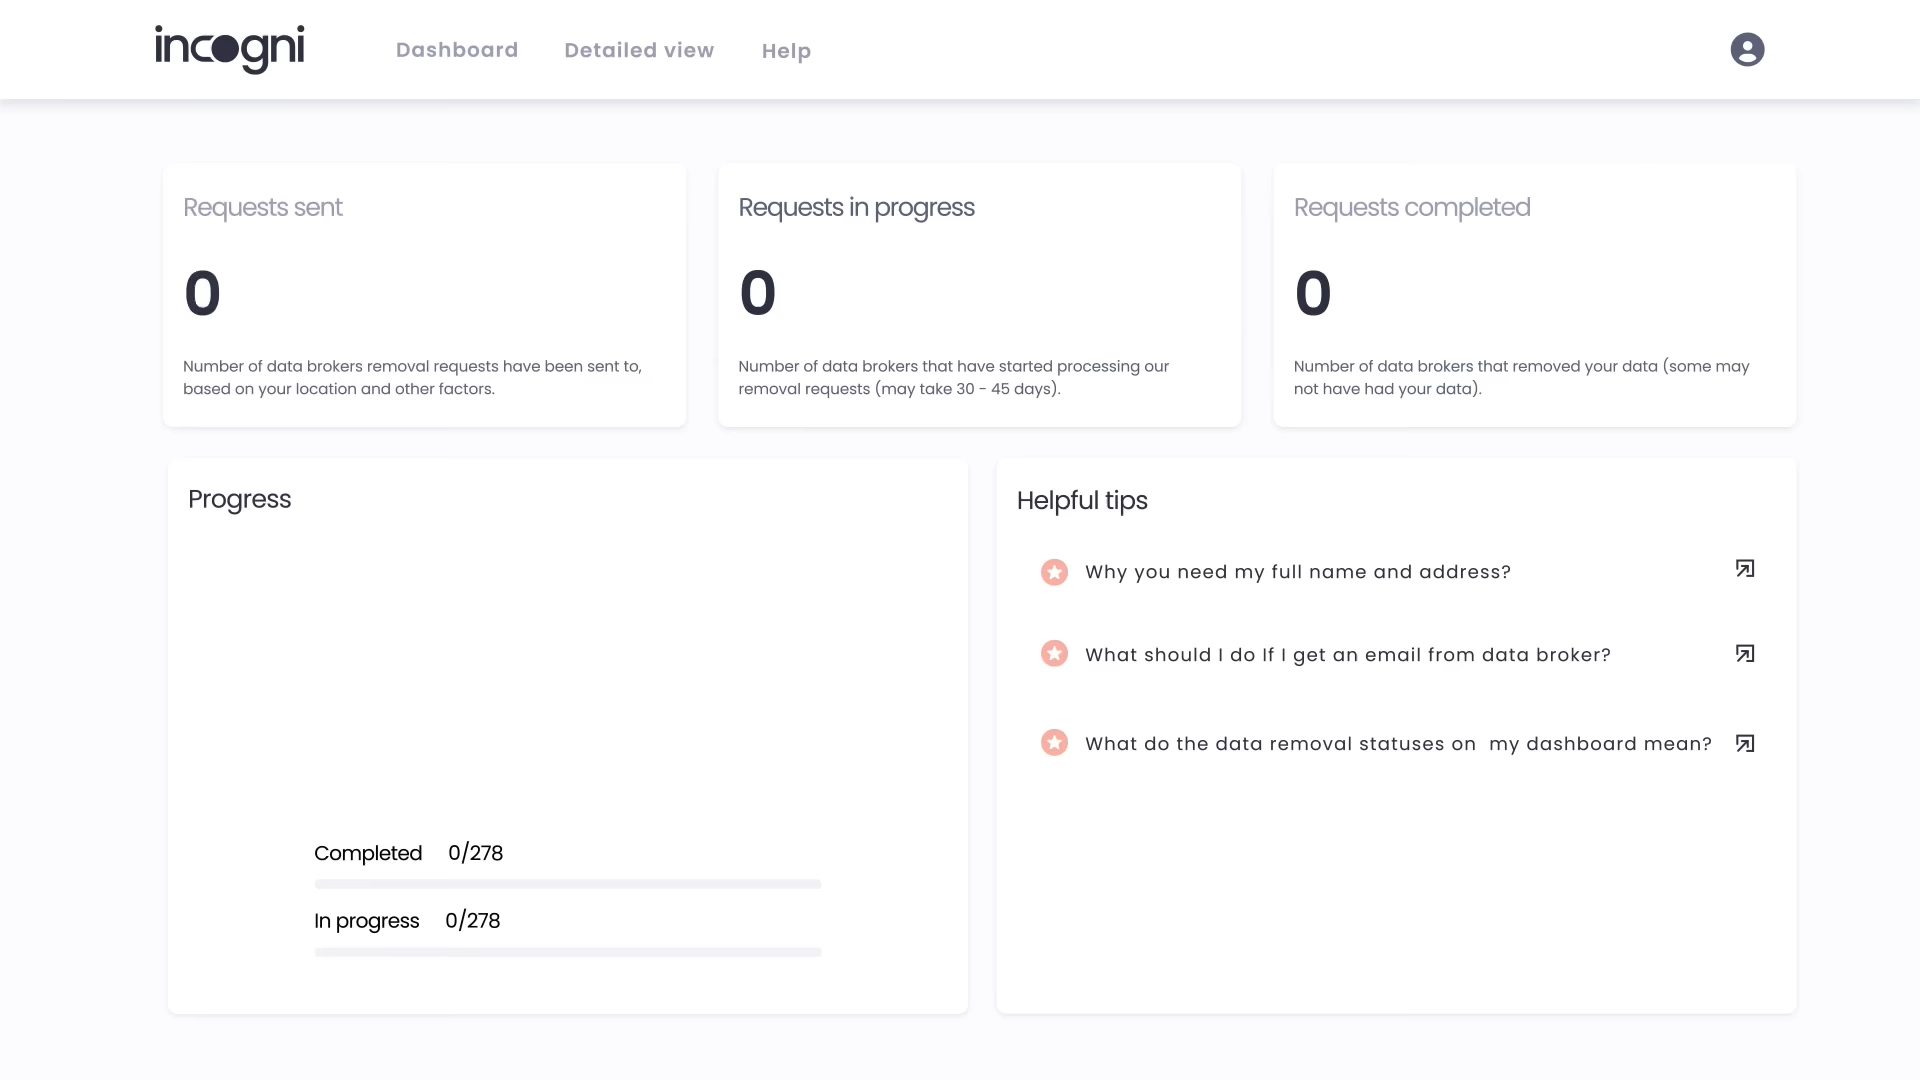 incogni
Dashboard
Detailed view
Help
Requests sent
0
Number of data brokers removal requests have been sent to,
based on your location and other factors.
Requests in progress
0
Number of data brokers that have started processing our
removal requests (may take 30 - 45 days).
Requests completed
0
Number of data brokers that removed your data (some may
not have had your data).
Progress
Completed 0/278
In progress 0/278
Helpful tips
Why you need my full name and address?
What should I do If I get an email from data broker?
What do the data removal statuses on my dashboard mean?